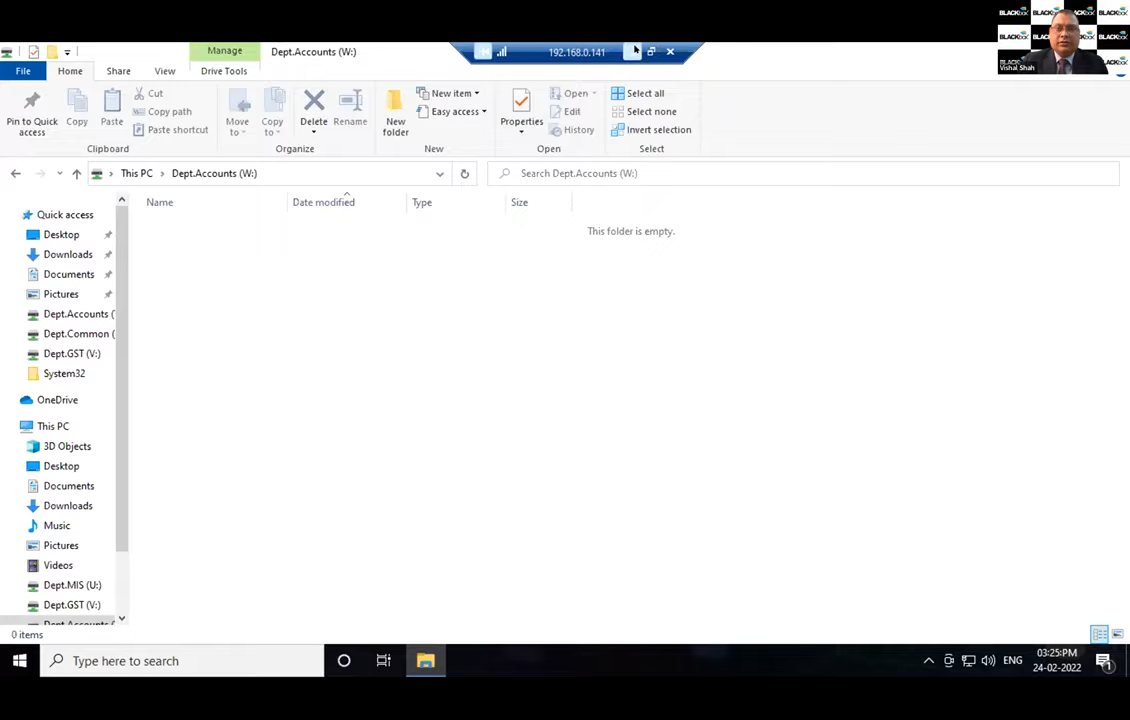 Manage
Dept.Accounts (W:)
192.168.0.141
BLACKbox
Vishal Shah
File
Home
Share
View
Drive Tools
Pin to Quick access
Copy
Paste
Cut
Copy path
Paste shortcut
Clipboard
Move to
Copy to
Delete
Rename
Organize
New folder
New item
Easy access
New
Properties
Open
Edit
History
Open
Select all
Select none
Invert selection
Select
This PC
Dept.Accounts (W:)
Search Dept.Accounts (W:)
Name
Date modified
Type
Size
This folder is empty.
Quick access
Desktop
Downloads
Documents
Pictures
Dept.Accounts (
Dept.Common (
Dept.GST (V:)
System32
OneDrive
This PC
3D Objects
Desktop
Documents
Downloads
Music
Pictures
Videos
Dept.MIS (U:)
Dept.GST (V:)
Dept.Accounts (
0 items
Type here to search
ENG
03:25:PM
24-02-2022
1